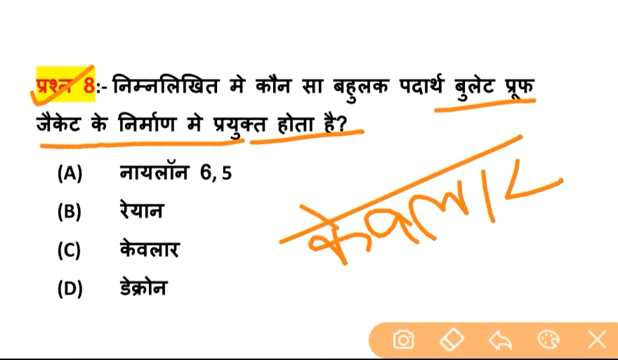 प्रश्न 8:- निम्नलिखित मे कौन सा बहुलक पदार्थ बुलेट प्रूफ
जैकेट के निर्माण मे प्रयुक्त होता है?
(A) नायलॉन 6, 5
(B) रेयान
(C) केवलार
(D) डेक्रोन
केवलार